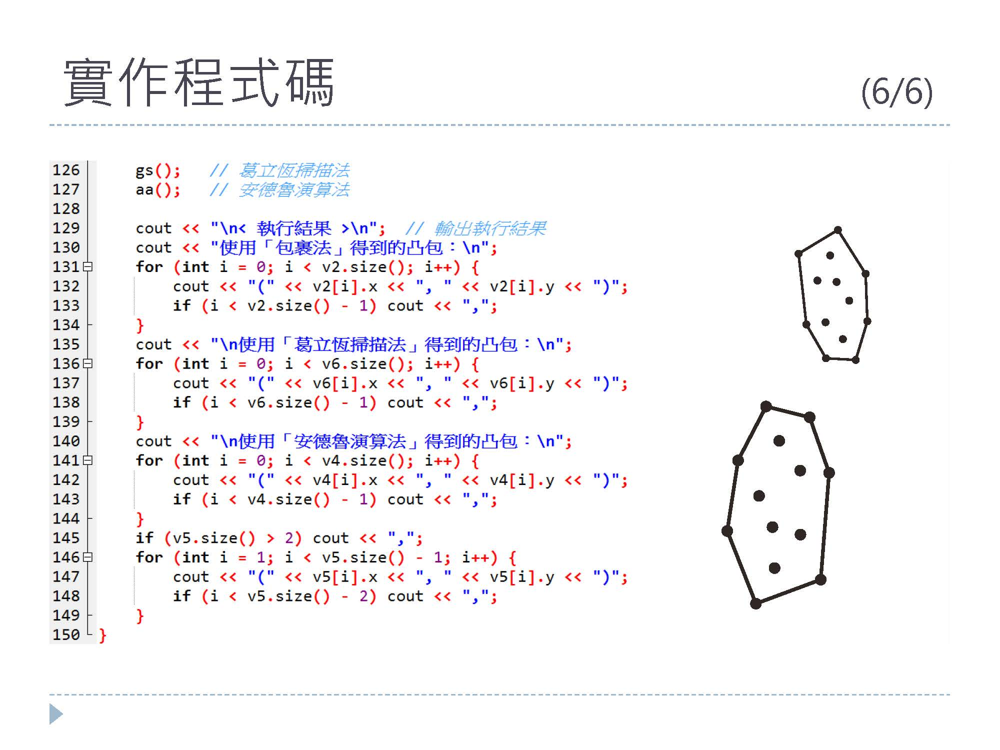 實作程式碼 (6/6)
126 gs(); // 葛立恆掃描法
127 aa(); // 安德魯演算法
128
129 cout << "\n< 執行結果 >\n"; // 輸出執行結果
130 cout << "使用「包裹法」得到的凸包：\n";
131 for (int i = 0; i < v2.size(); i++) {
132 cout << "(" << v2[i].x << ", " << v2[i].y << ")";
133 if (i < v2.size() - 1) cout << ",";
134 }
135 cout << "\n使用「葛立恆掃描法」得到的凸包：\n";
136 for (int i = 0; i < v6.size(); i++) {
137 cout << "(" << v6[i].x << ", " << v6[i].y << ")";
138 if (i < v6.size() - 1) cout << ",";
139 }
140 cout << "\n使用「安德魯演算法」得到的凸包：\n";
141 for (int i = 0; i < v4.size(); i++) {
142 cout << "(" << v4[i].x << ", " << v4[i].y << ")";
143 if (i < v4.size() - 1) cout << ",";
144 }
145 if (v5.size() > 2) cout << ",";
146 for (int i = 1; i < v5.size() - 1; i++) {
147 cout << "(" << v5[i].x << ", " << v5[i].y << ")";
148 if (i < v5.size() - 2) cout << ",";
149 }
150 }